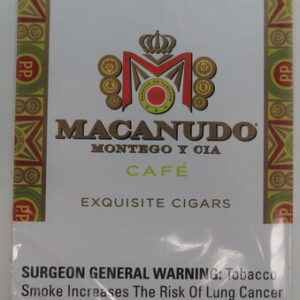 P.P.
P.P.
MACANUDO
MONTEGO Y CIA
CAFÉ
EXQUISITE CIGARS
P.P.
P.P.
SURGEON GENERAL WARNING: Tobacco
Smoke Increases The Risk Of Lung Cancer